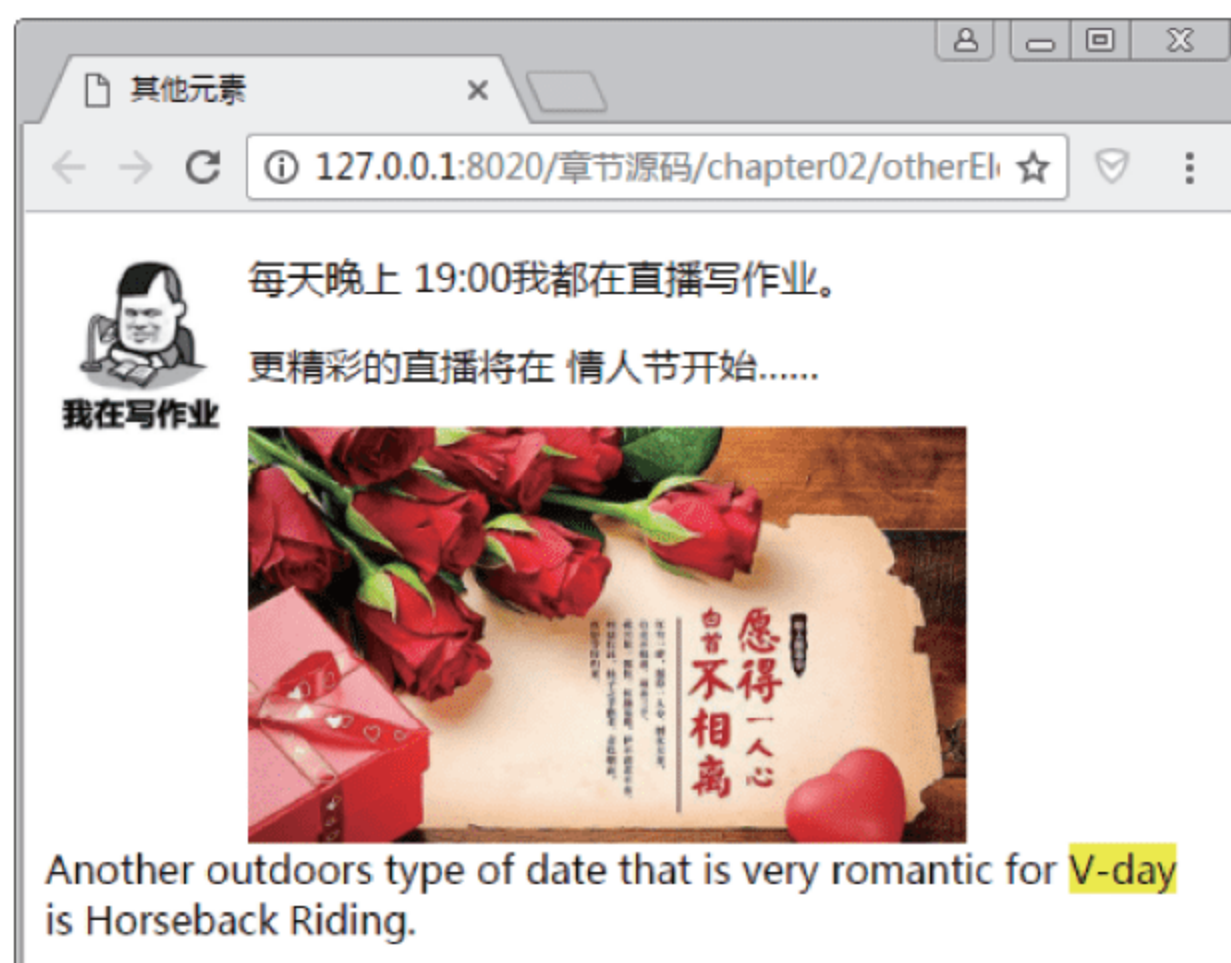 其他元素
127.0.0.1:8020/章节源码/chapter02/otherEl
每天晚上 19:00我都在直播写作业。
更精彩的直播将在 情人节开始......
我在写作业
愿得一人心
白首不相离
Another outdoors type of date that is very romantic for V-day
is Horseback Riding.